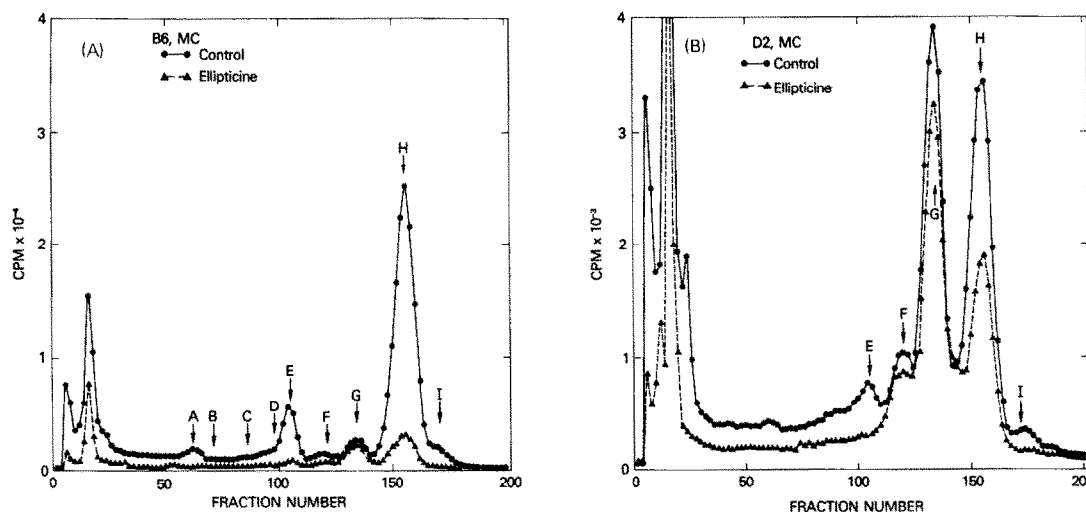 (A)
B6, MC
Control
Ellipticine
CPM x 10⁻⁴
4
3
2
1
0
A
B
C
D
E
F
G
H
I
0
50
100
150
200
FRACTION NUMBER
(B)
D2, MC
Control
Ellipticine
CPM x 10⁻³
4
3
2
1
0
E
F
G
H
I
0
50
100
150
200
FRACTION NUMBER